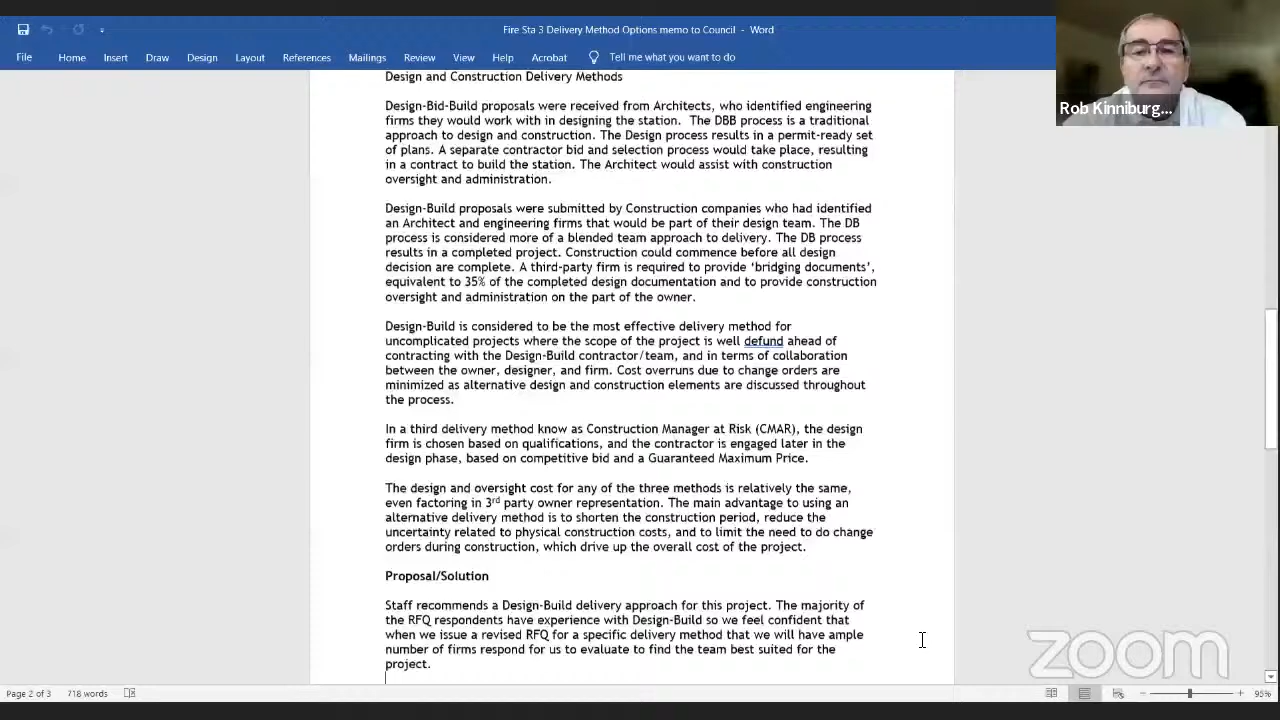 Fire Sta 3 Delivery Method Options memo to Council - Word
File Home Insert Draw Design Layout References Mailings Review View Help Acrobat Tell me what you want to do
Rob Kinniburg...
Design and Construction Delivery Methods
Design-Bid-Build proposals were received from Architects, who identified engineering
firms they would work with in designing the station. The DBB process is a traditional
approach to design and construction. The Design process results in a permit-ready set
of plans. A separate contractor bid and selection process would take place, resulting
in a contract to build the station. The Architect would assist with construction
oversight and administration.
Design-Build proposals were submitted by Construction companies who had identified
an Architect and engineering firms that would be part of their design team. The DB
process is considered more of a blended team approach to delivery. The DB process
results in a completed project. Construction could commence before all design
decision are complete. A third-party firm is required to provide ‘bridging documents’,
equivalent to 35% of the completed design documentation and to provide construction
oversight and administration on the part of the owner.
Design-Build is considered to be the most effective delivery method for
uncomplicated projects where the scope of the project is well defund ahead of
contracting with the Design-Build contractor/team, and in terms of collaboration
between the owner, designer, and firm. Cost overruns due to change orders are
minimized as alternative design and construction elements are discussed throughout
the process.
In a third delivery method know as Construction Manager at Risk (CMAR), the design
firm is chosen based on qualifications, and the contractor is engaged later in the
design phase, based on competitive bid and a Guaranteed Maximum Price.
The design and oversight cost for any of the three methods is relatively the same,
even factoring in 3rd party owner representation. The main advantage to using an
alternative delivery method is to shorten the construction period, reduce the
uncertainty related to physical construction costs, and to limit the need to do change
orders during construction, which drive up the overall cost of the project.
Proposal/Solution
Staff recommends a Design-Build delivery approach for this project. The majority of
the RFQ respondents have experience with Design-Build so we feel confident that
when we issue a revised RFQ for a specific delivery method that we will have ample
number of firms respond for us to evaluate to find the team best suited for the
project.
zoom
Page 2 of 3 718 words 95%